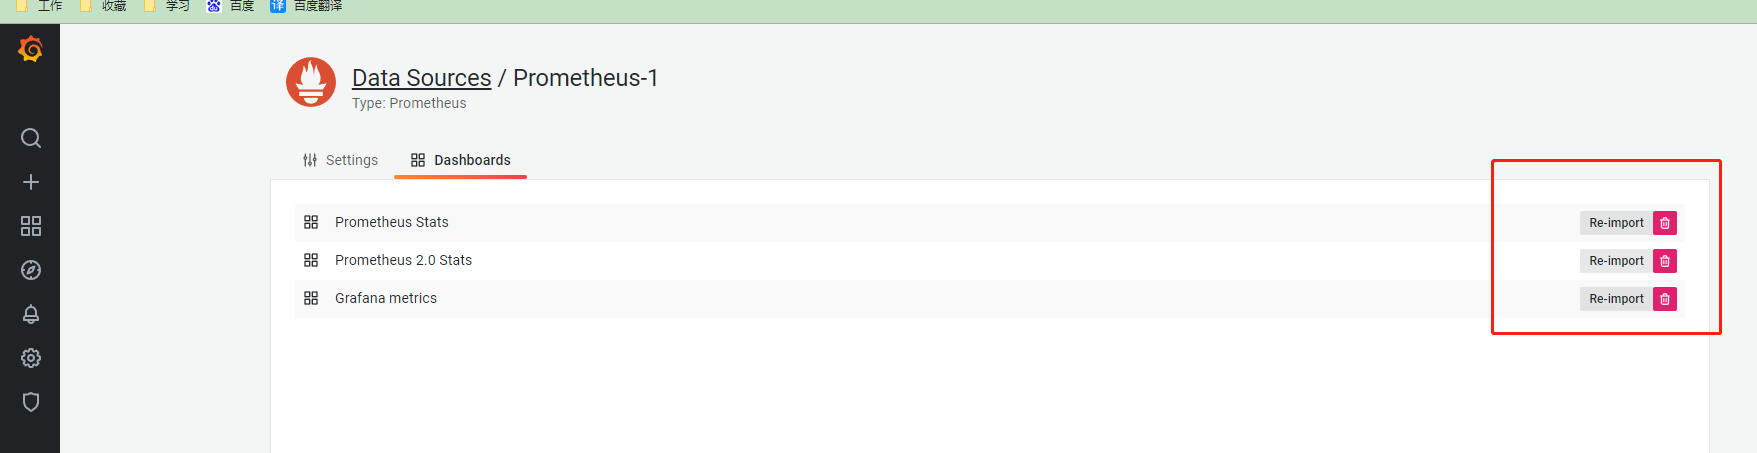 工作 收藏 学习 百度 译 百度翻译
Data Sources / Prometheus-1
Type: Prometheus
Settings Dashboards
Prometheus Stats Re-import
Prometheus 2.0 Stats Re-import
Grafana metrics Re-import